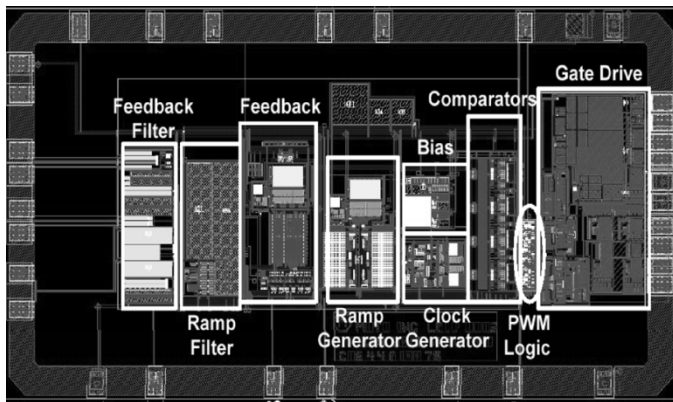 Gate Drive
Feedback
Filter
Feedback
Comparators
Bias
Ramp
Filter
Ramp
Generator
Clock
Generator
PWM
Logic